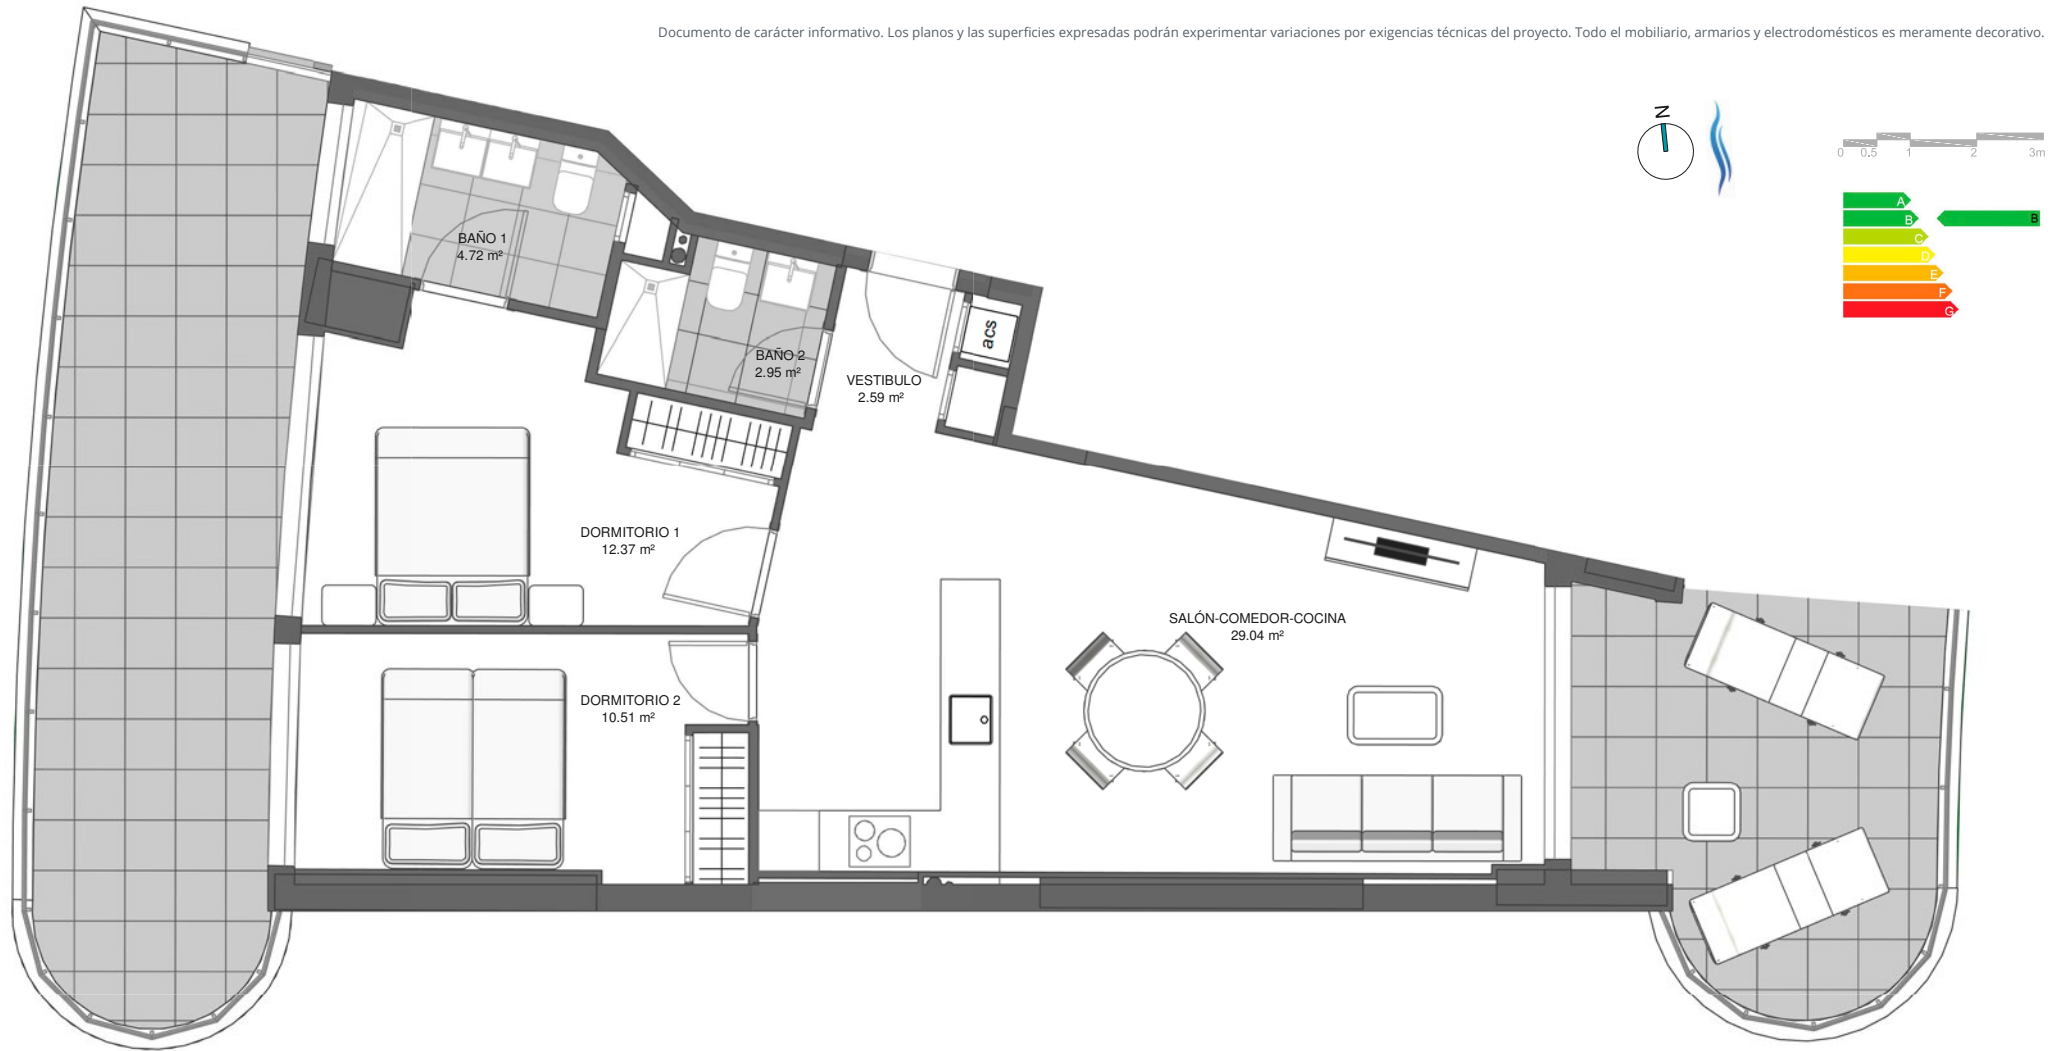 Documento de carácter informativo. Los planos y las superficies expresadas podrán experimentar variaciones por exigencias técnicas del proyecto. Todo el mobiliario, armarios y electrodomésticos es meramente decorativo.
N
0 0.5 1 2 3m
A
B B
C
D
E
F
G
BAÑO 1
4.72 m²
acs
BAÑO 2
2.95 m²
VESTIBULO
2.59 m²
DORMITORIO 1
12.37 m²
SALÓN-COMEDOR-COCINA
29.04 m²
DORMITORIO 2
10.51 m²